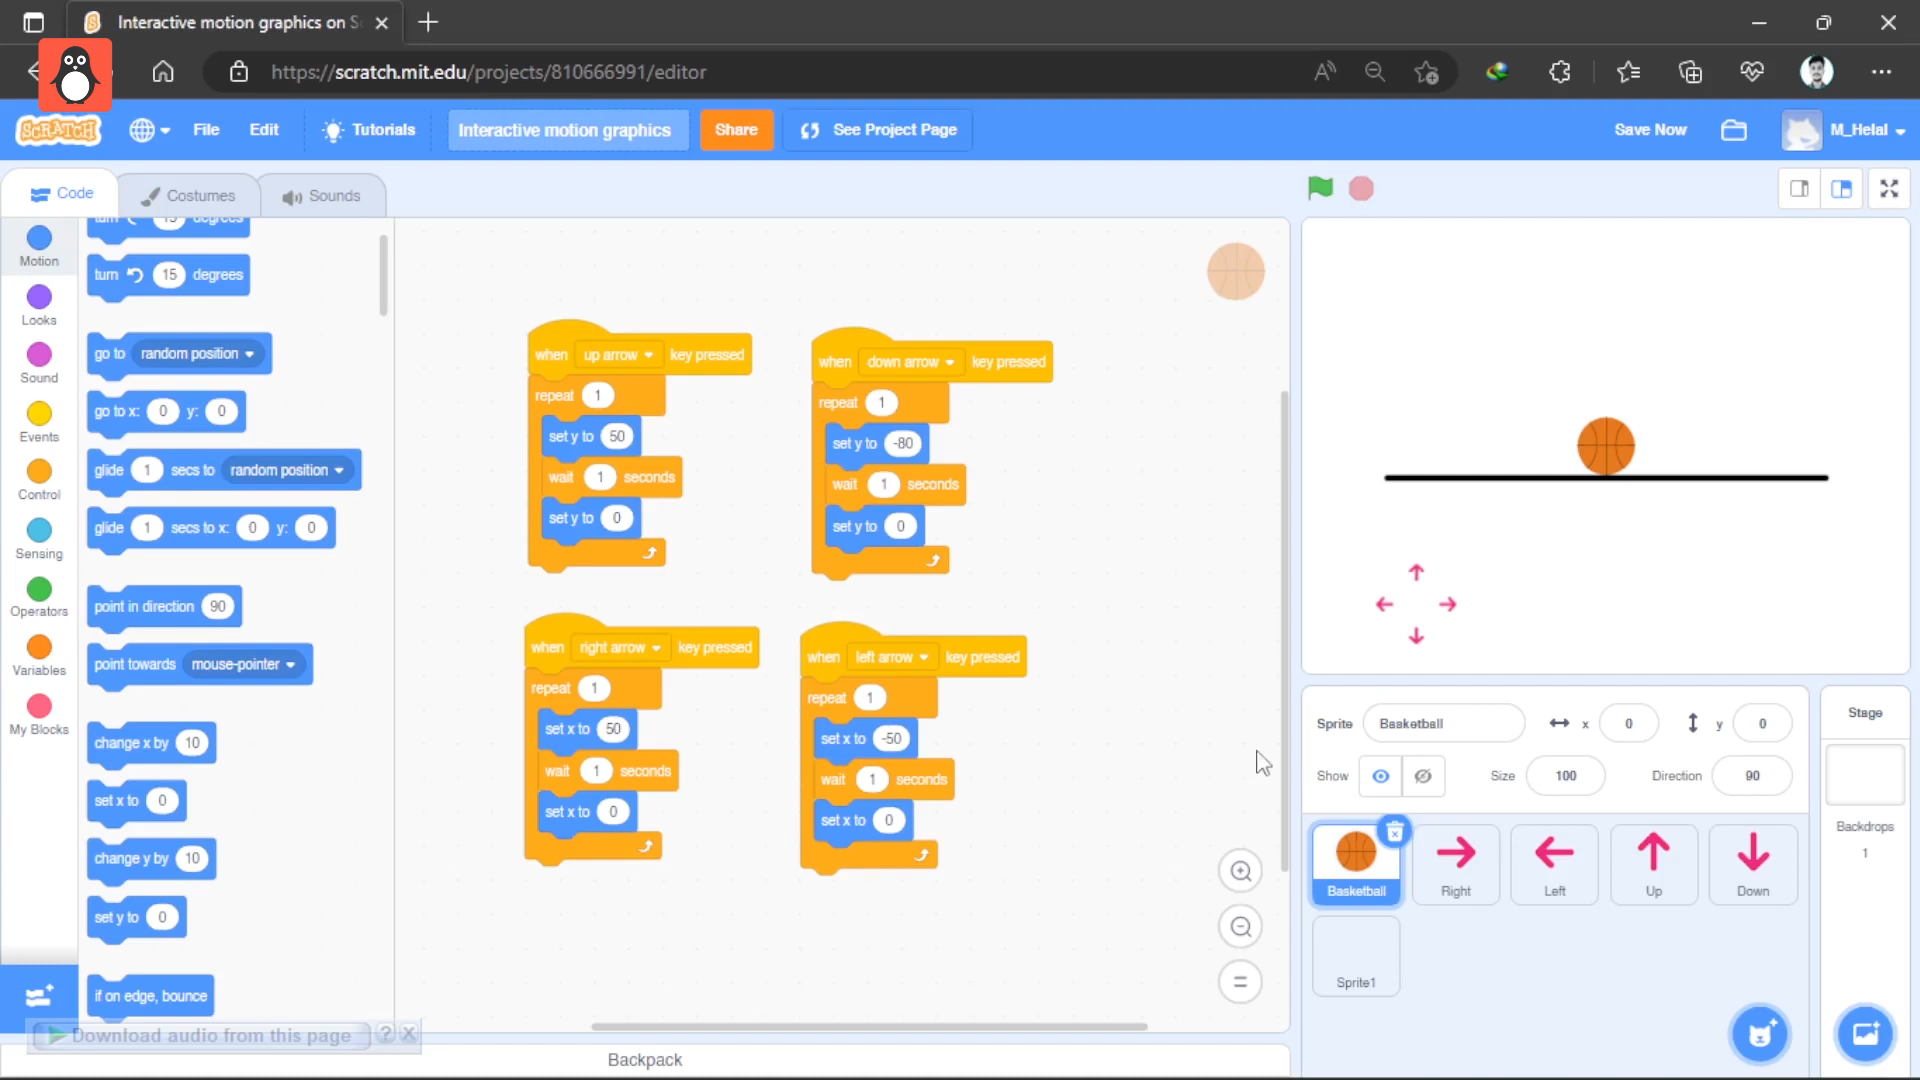 Interactive motion graphics on S
https://scratch.mit.edu/projects/810666991/editor
SCRATCH
File
Edit
Tutorials
Interactive motion graphics
Share
See Project Page
Save Now
M_Helal
Code
Costumes
Sounds
Motion
Looks
Sound
Events
Control
Sensing
Operators
Variables
My Blocks
turn 15 degrees
turn 15 degrees
go to random position
go to x: 0 y: 0
glide 1 secs to random position
glide 1 secs to x: 0 y: 0
point in direction 90
point towards mouse-pointer
change x by 10
set x to 0
change y by 10
set y to 0
if on edge, bounce
Download audio from this page ? X
when up arrow key pressed
repeat 1
set y to 50
wait 1 seconds
set y to 0
when down arrow key pressed
repeat 1
set y to -80
wait 1 seconds
set y to 0
when right arrow key pressed
repeat 1
set x to 50
wait 1 seconds
set x to 0
when left arrow key pressed
repeat 1
set x to -50
wait 1 seconds
set x to 0
Backpack
Sprite Basketball x 0 y 0
Show Size 100 Direction 90
Basketball
Right
Left
Up
Down
Sprite1
Stage
Backdrops
1